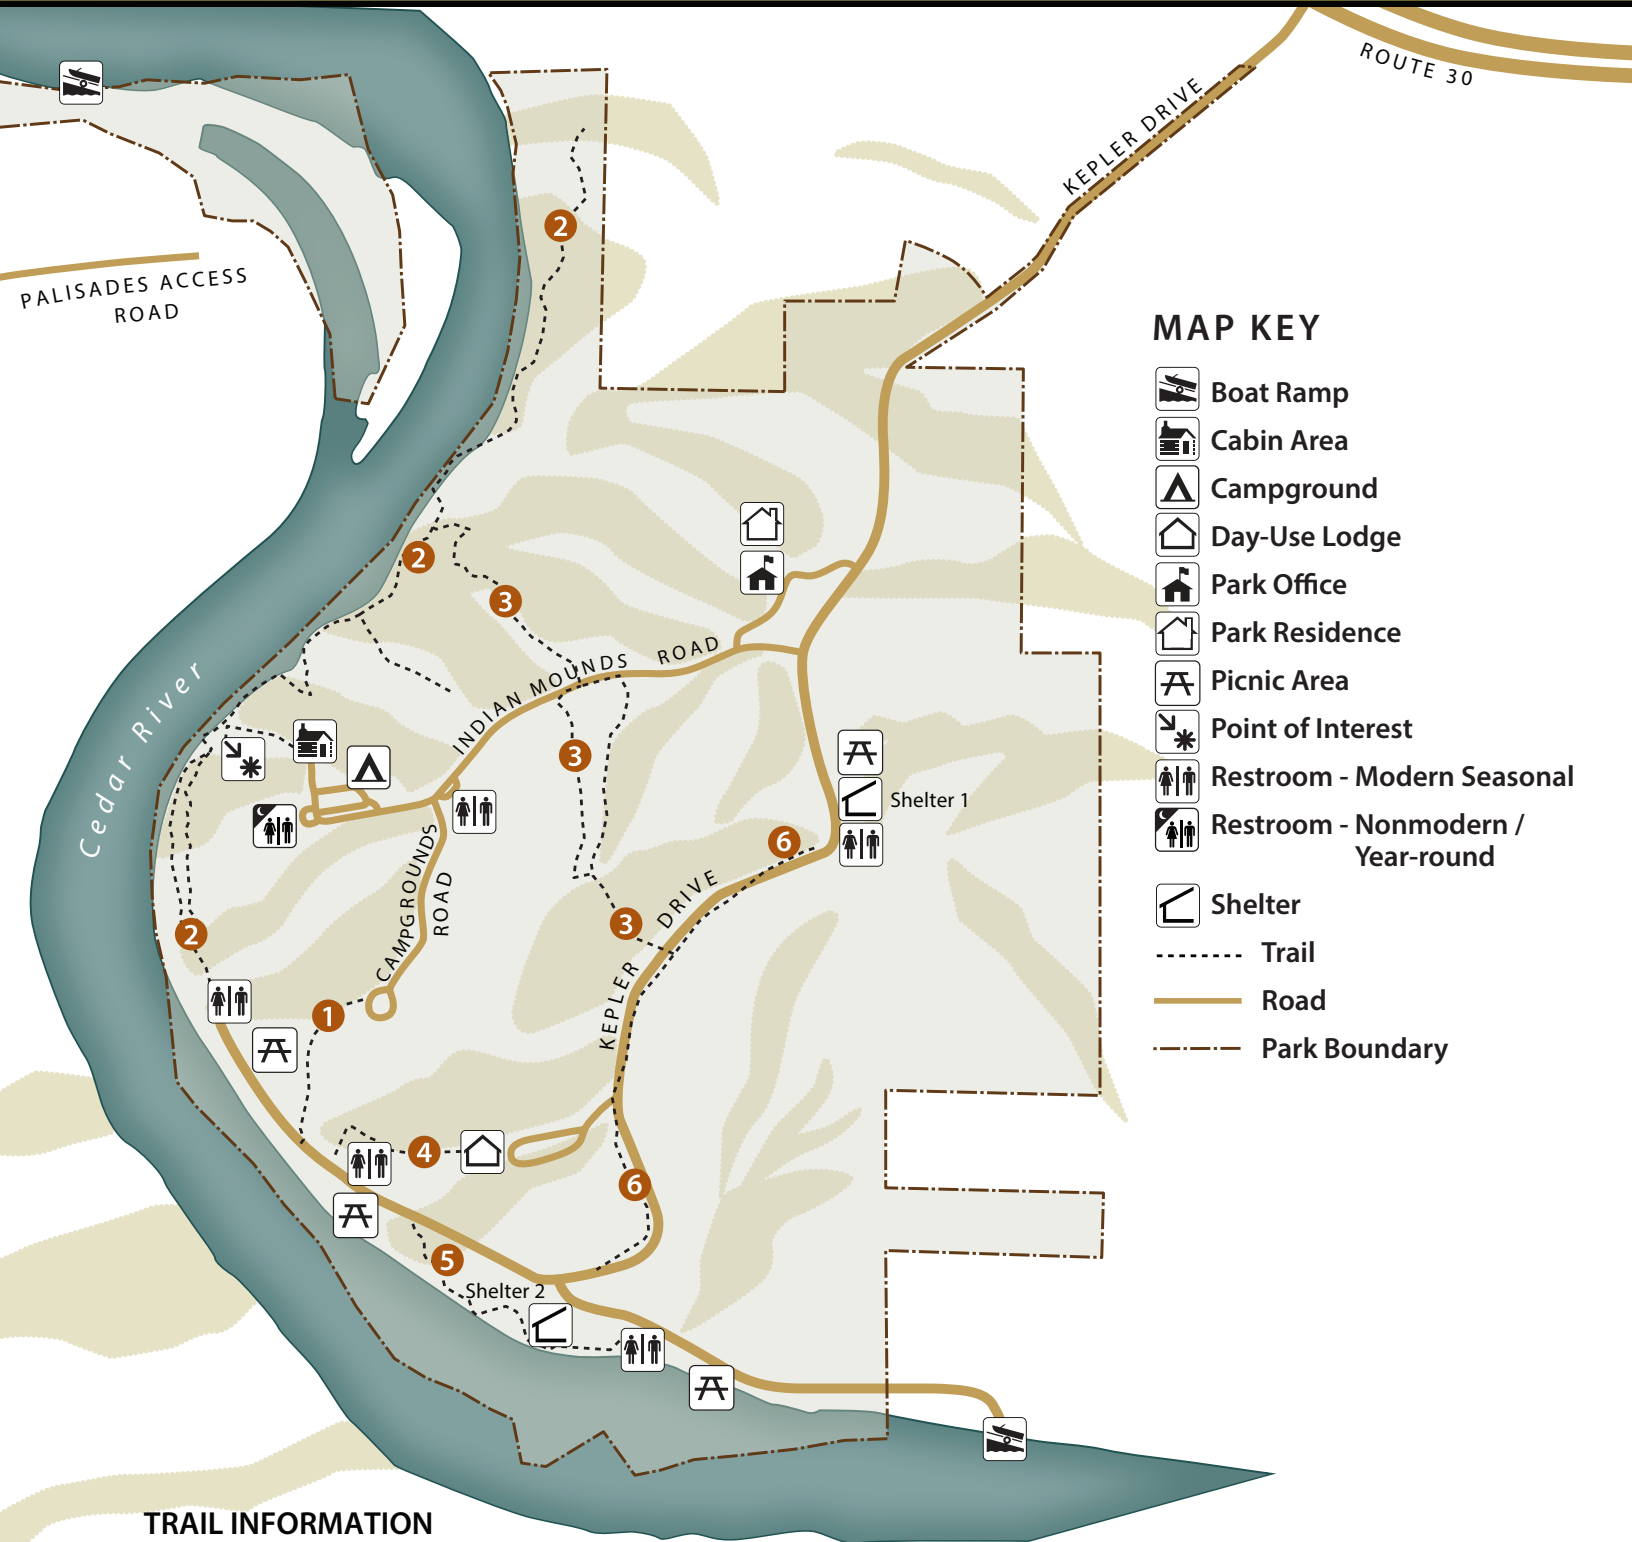 ROUTE 30
KEPLER DRIVE
PALISADES ACCESS
ROAD
2
MAP KEY
Boat Ramp
Cabin Area
Campground
Day-Use Lodge
Park Office
Park Residence
Picnic Area
Point of Interest
Restroom - Modern Seasonal
Restroom - Nonmodern /
Year-round
Shelter
Trail
Road
Park Boundary
2
3
INDIAN MOUNDS ROAD
Cedar River
3
Shelter 1
6
CAMPGROUNDS
ROAD
KEPLER DRIVE
3
2
1
4
6
5
Shelter 2
TRAIL INFORMATION